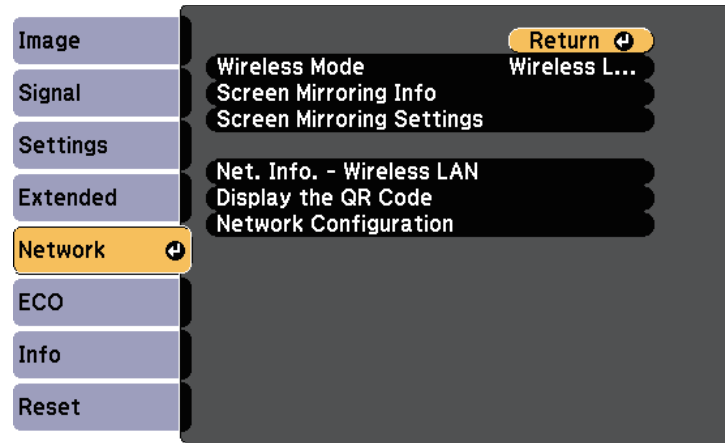 Image
Signal
Settings
Extended
Network
ECO
Info
Reset
Return
Wireless Mode Wireless L...
Screen Mirroring Info
Screen Mirroring Settings
Net. Info. - Wireless LAN
Display the QR Code
Network Configuration